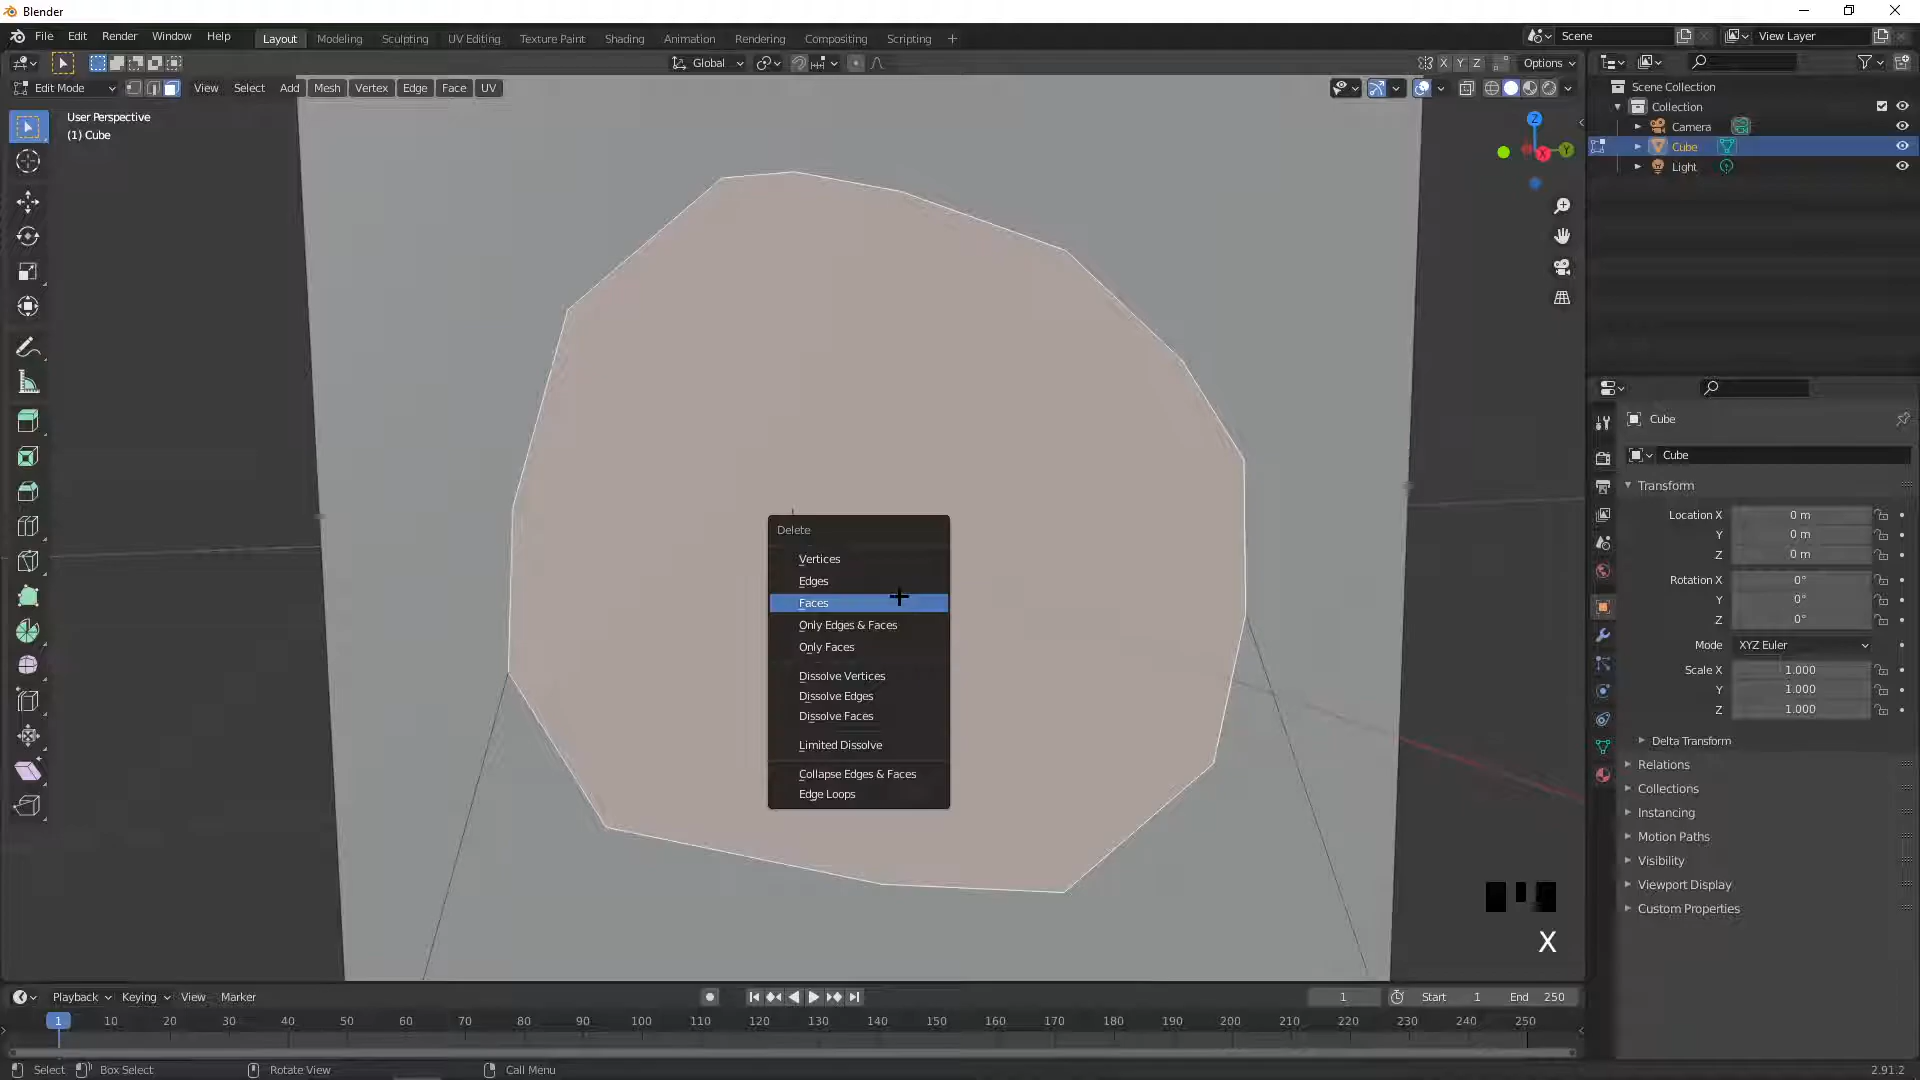 Blender
File Edit Render Window Help
Layout Modeling Sculpting UV Editing Texture Paint Shading Animation Rendering Compositing Scripting +
Scene
View Layer
Global
X Y Z
Options
Edit Mode
View Select Add Mesh Vertex Edge Face UV
User Perspective
(1) Cube
Z
X
Y
Scene Collection
Collection
Camera
Cube
Light
Cube
Cube
Transform
Location X 0 m
Y 0 m
Z 0 m
Rotation X 0°
Y 0°
Z 0°
Mode XYZ Euler
Scale X 1.000
Y 1.000
Z 1.000
Delta Transform
Relations
Collections
Instancing
Motion Paths
Visibility
Viewport Display
Custom Properties
Delete
Vertices
Edges
Faces
Only Edges & Faces
Only Faces
Dissolve Vertices
Dissolve Edges
Dissolve Faces
Limited Dissolve
Collapse Edges & Faces
Edge Loops
X
Playback Keying View Marker
1 Start 1 End 250
1 10 20 30 40 50 60 70 80 90 100 110 120 130 140 150 160 170 180 190 200 210 220 230 240 250
Select Box Select Rotate View Call Menu
2.91.2